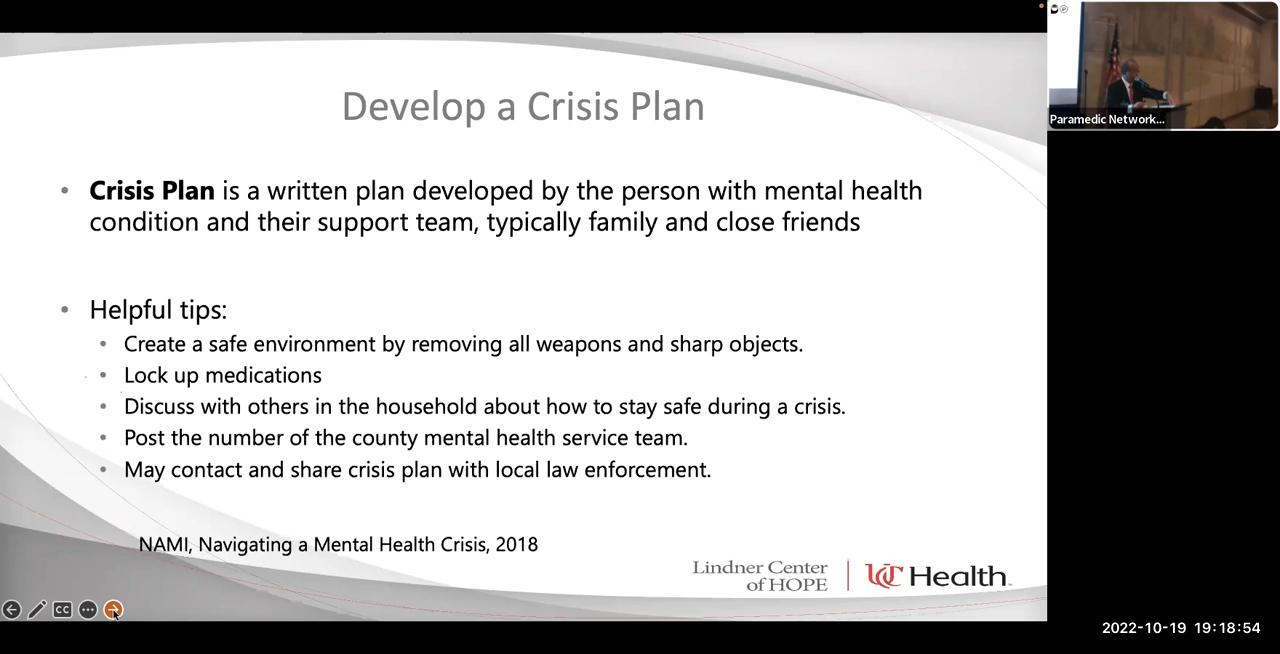 Develop a Crisis Plan
• Crisis Plan is a written plan developed by the person with mental health
condition and their support team, typically family and close friends
• Helpful tips:
• Create a safe environment by removing all weapons and sharp objects.
• Lock up medications
• Discuss with others in the household about how to stay safe during a crisis.
• Post the number of the county mental health service team.
• May contact and share crisis plan with local law enforcement.
NAMI, Navigating a Mental Health Crisis, 2018
Lindner Center
of HOPE
UC Health
CC
Paramedic Network...
2022-10-19 19:18:54